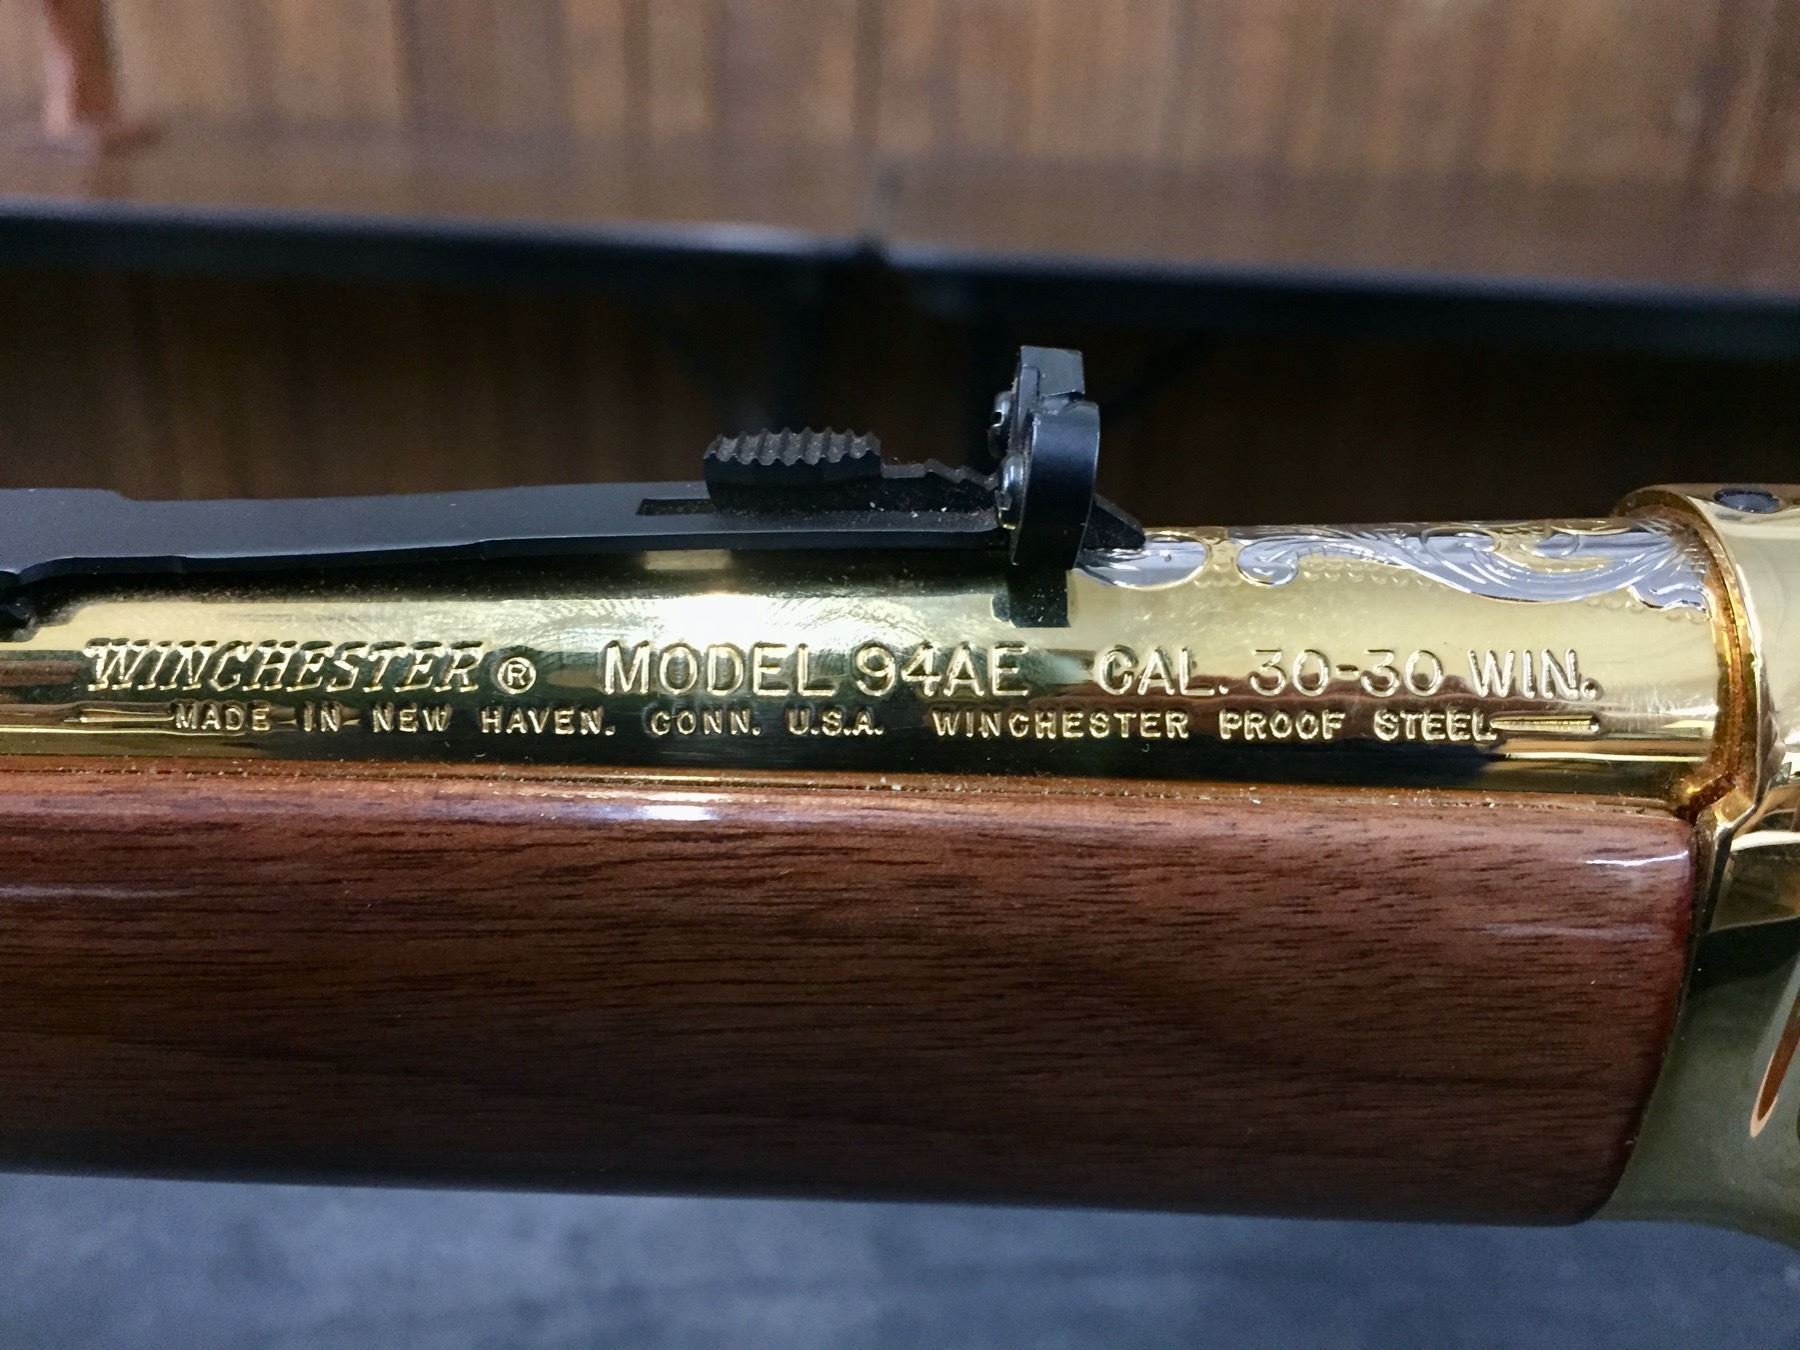 WINCHESTER® MODEL 94AE CAL. 30-30 WIN.
MADE IN NEW HAVEN. CONN. U.S.A. WINCHESTER PROOF STEEL